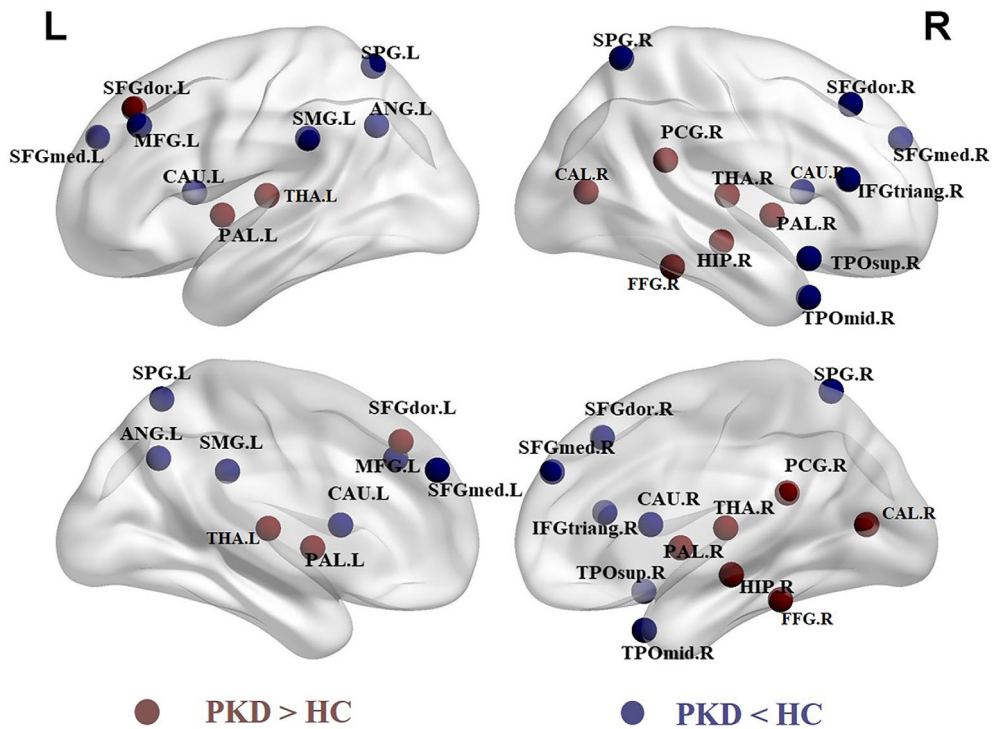 L
R
SPG.L
SFGdor.L
ANG.L
SMG.L
MFG.L
SFGmed.L
CAU.L
THA.L
PAL.L
SPG.R
SFGdor.R
PCG.R
SFGmed.R
CAL.R
THA.R
CAU.R
IFGtriang.R
PAL.R
HIP.R
TPOsup.R
FFG.R
TPOmid.R
SPG.L
SFGdor.L
ANG.L
SMG.L
MFG.L
SFGmed.L
CAU.L
THA.L
PAL.L
SPG.R
SFGdor.R
SFGmed.R
PCG.R
CAU.R
THA.R
CAL.R
IFGtriang.R
PAL.R
TPOsup.R
HIP.R
FFG.R
TPOmid.R
PKD > HC
PKD < HC